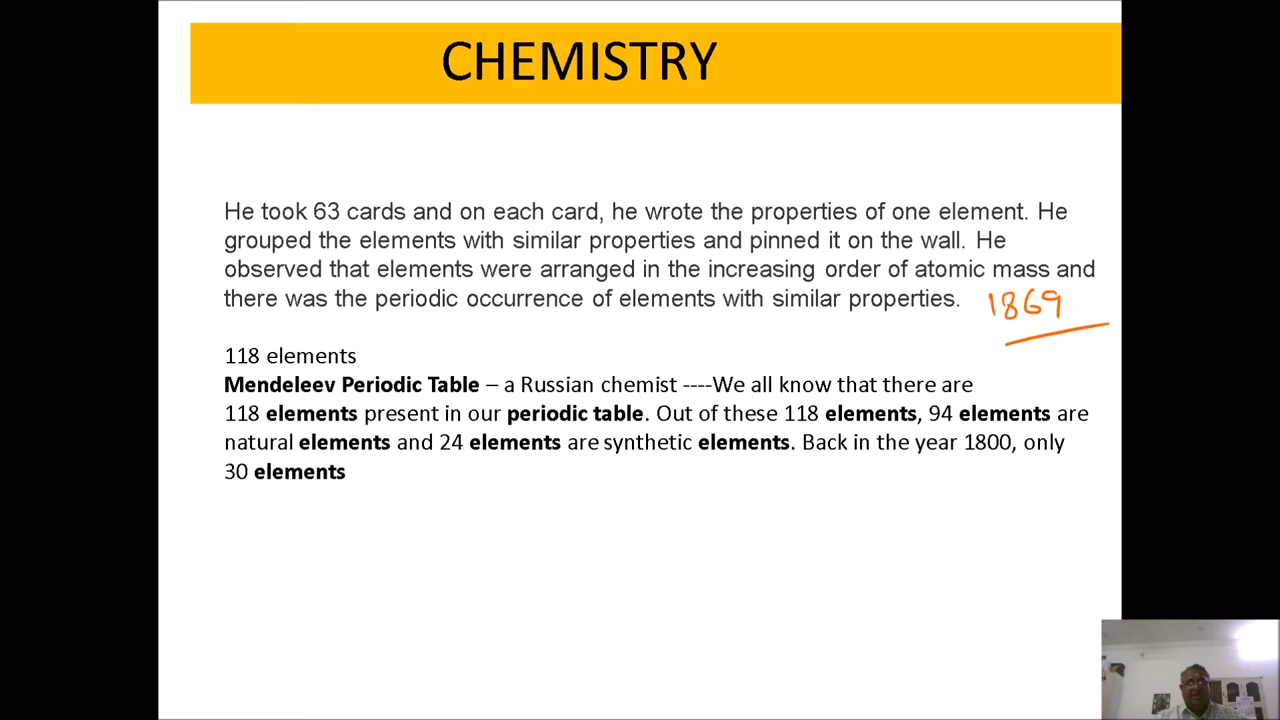 CHEMISTRY
He took 63 cards and on each card, he wrote the properties of one element. He
grouped the elements with similar properties and pinned it on the wall. He
observed that elements were arranged in the increasing order of atomic mass and
there was the periodic occurrence of elements with similar properties. 1869
118 elements
Mendeleev Periodic Table – a Russian chemist ----We all know that there are
118 elements present in our periodic table. Out of these 118 elements, 94 elements are
natural elements and 24 elements are synthetic elements. Back in the year 1800, only
30 elements